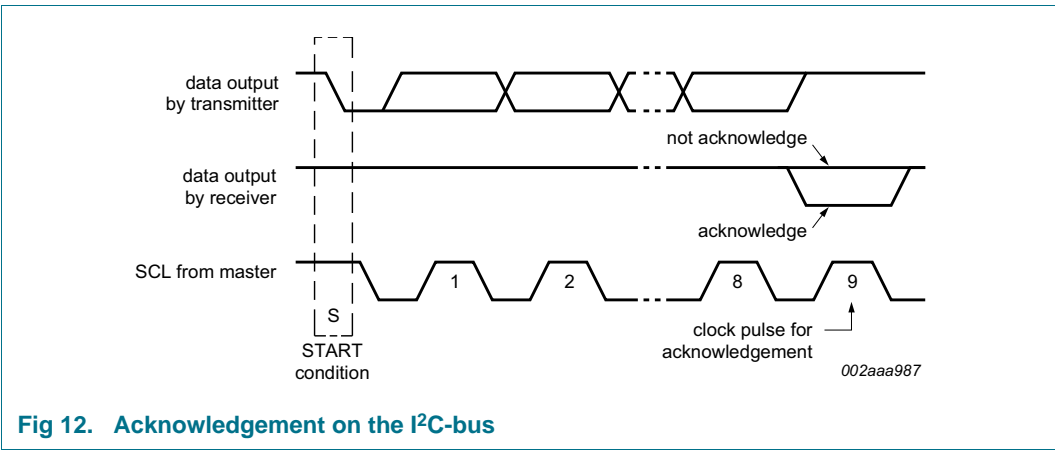 data output
by transmitter
not acknowledge
data output
by receiver
acknowledge
SCL from master
1
2
8
9
S
START
condition
clock pulse for
acknowledgement
002aaa987
Fig 12. Acknowledgement on the I²C-bus